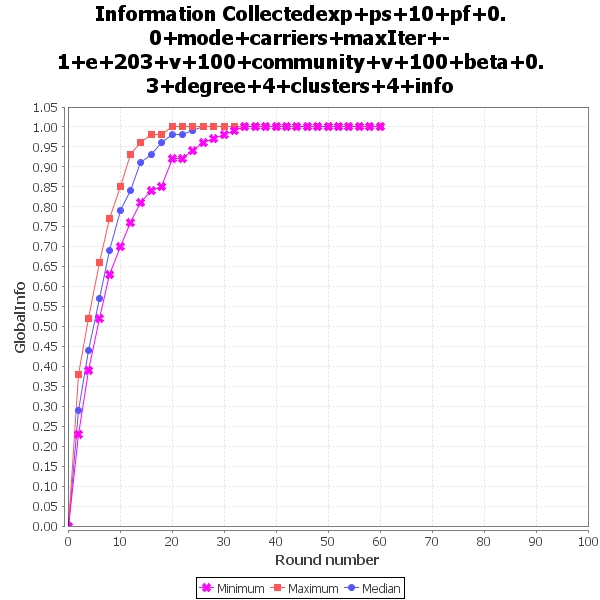 Information Collectedexp+ps+10+pf+0.
0+mode+carriers+maxIter+-
1+e+203+v+100+community+v+100+beta+0.
3+degree+4+clusters+4+info
GlobalInfo
1.05
1.00
0.95
0.90
0.85
0.80
0.75
0.70
0.65
0.60
0.55
0.50
0.45
0.40
0.35
0.30
0.25
0.20
0.15
0.10
0.05
0.00
0 10 20 30 40 50 60 70 80 90 100
Round number
Minimum Maximum Median